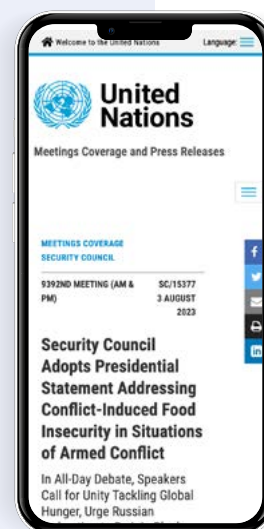 Welcome to the United Nations Language:
United
Nations
Meetings Coverage and Press Releases
MEETINGS COVERAGE
SECURITY COUNCIL
9392ND MEETING (AM & SC/15377
PM) 3 AUGUST
2023
Security Council
Adopts Presidential
Statement Addressing
Conflict-Induced Food
Insecurity in Situations
of Armed Conflict
In All-Day Debate, Speakers
Call for Unity Tackling Global
Hunger, Urge Russian
f
in